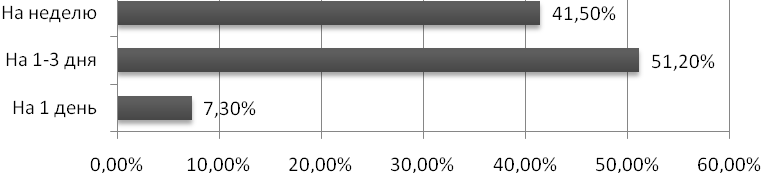 На неделю 41,50%
На 1-3 дня 51,20%
На 1 день 7,30%
0,00% 10,00% 20,00% 30,00% 40,00% 50,00% 60,00%